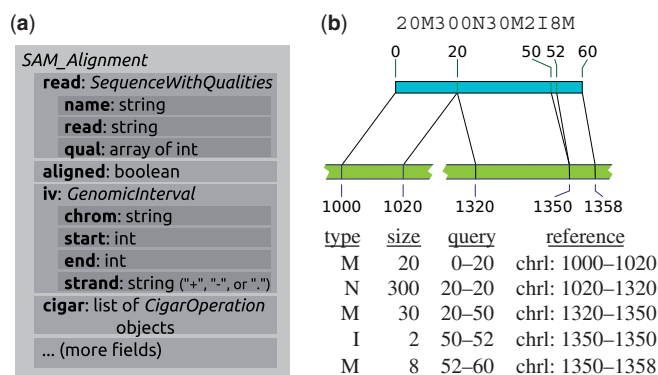 (a)
SAM_Alignment
read: SequenceWithQualities
name: string
read: string
qual: array of int
aligned: boolean
iv: GenomicInterval
chrom: string
start: int
end: int
strand: string ("+", "-", or ".")
cigar: list of CigarOperation
objects
... (more fields)
(b) 20M300N30M2I8M
0 20 50 52 60
1000 1020 1320 1350 1358
type size query reference
M 20 0–20 chrl: 1000–1020
N 300 20–20 chrl: 1020–1320
M 30 20–50 chrl: 1320–1350
I 2 50–52 chrl: 1350–1350
M 8 52–60 chrl: 1350–1358